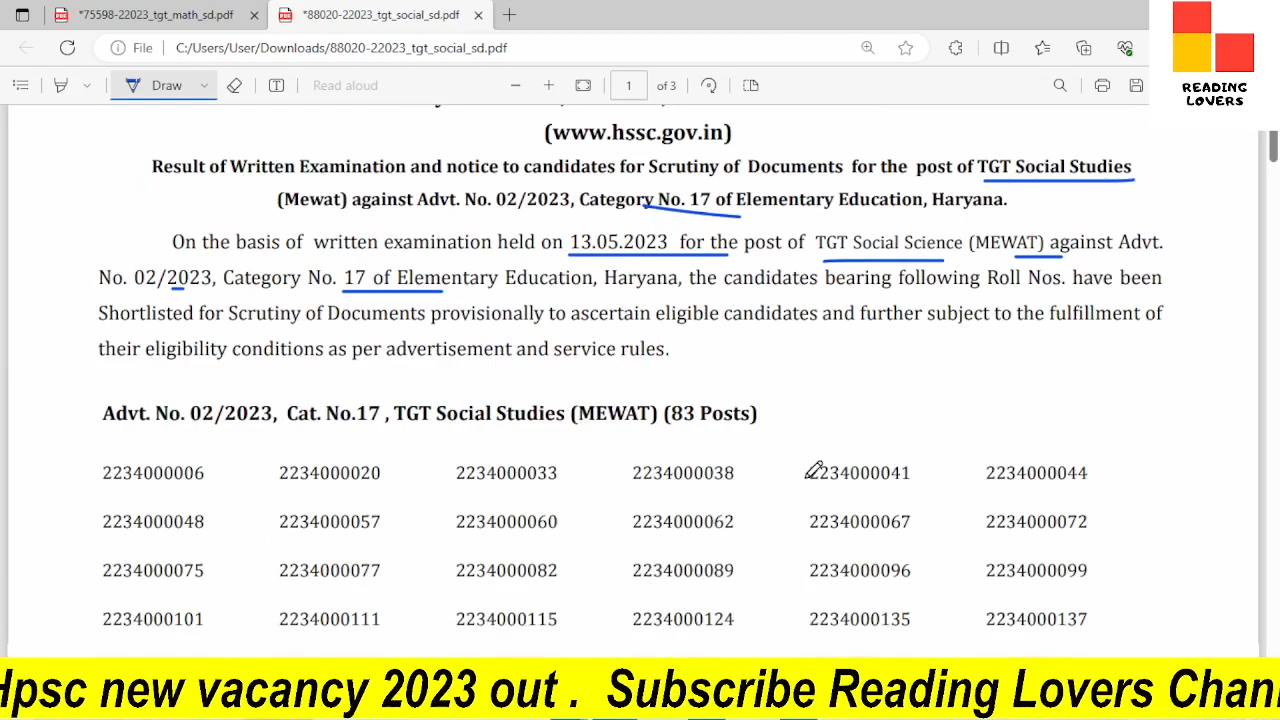 *75598-22023_tgt_math_sd.pdf
*88020-22023_tgt_social_sd.pdf
File C:/Users/User/Downloads/88020-22023_tgt_social_sd.pdf
Draw
Read aloud
1 of 3
READING
LOVERS
(www.hssc.gov.in)
Result of Written Examination and notice to candidates for Scrutiny of Documents for the post of TGT Social Studies
(Mewat) against Advt. No. 02/2023, Category No. 17 of Elementary Education, Haryana.
On the basis of written examination held on 13.05.2023 for the post of TGT Social Science (MEWAT) against Advt.
No. 02/2023, Category No. 17 of Elementary Education, Haryana, the candidates bearing following Roll Nos. have been
Shortlisted for Scrutiny of Documents provisionally to ascertain eligible candidates and further subject to the fulfillment of
their eligibility conditions as per advertisement and service rules.
Advt. No. 02/2023, Cat. No.17 , TGT Social Studies (MEWAT) (83 Posts)
2234000006 2234000020 2234000033 2234000038 2234000041 2234000044
2234000048 2234000057 2234000060 2234000062 2234000067 2234000072
2234000075 2234000077 2234000082 2234000089 2234000096 2234000099
2234000101 2234000111 2234000115 2234000124 2234000135 2234000137
Hpsc new vacancy 2023 out . Subscribe Reading Lovers Chan